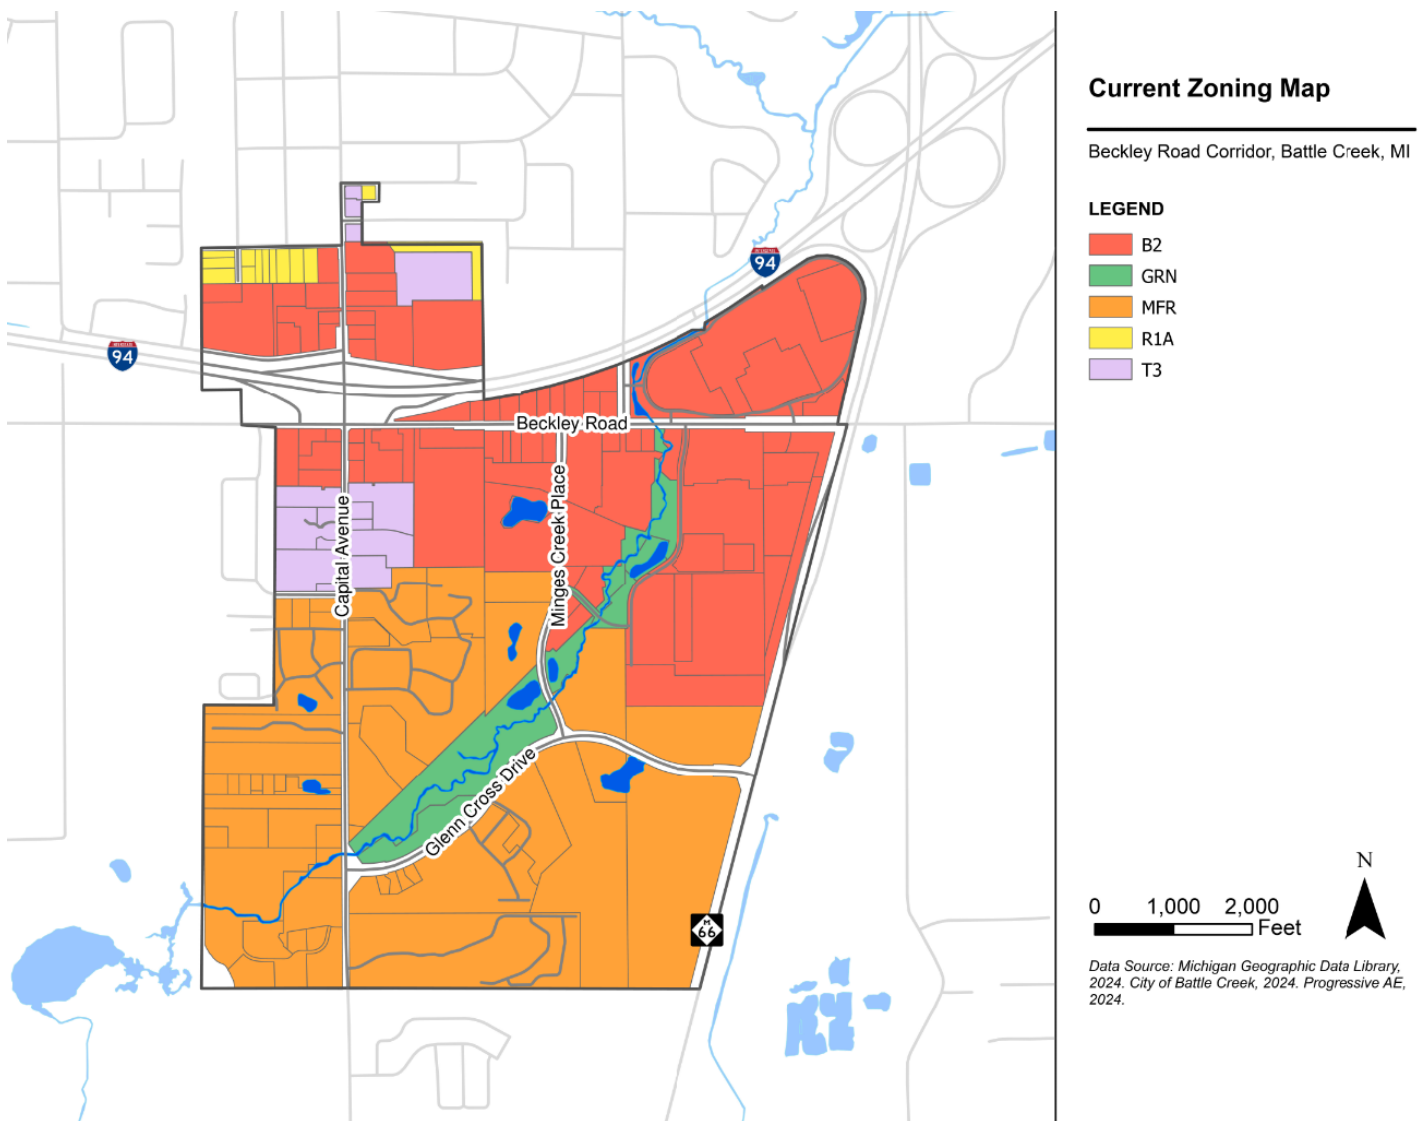 Current Zoning Map
Beckley Road Corridor, Battle Creek, MI
LEGEND
B2
GRN
MFR
R1A
T3
94
94
Beckley Road
Capital Avenue
Minges Creek Place
Glenn Cross Drive
M
66
N
0 1,000 2,000
Feet
Data Source: Michigan Geographic Data Library,
2024. City of Battle Creek, 2024. Progressive AE,
2024.